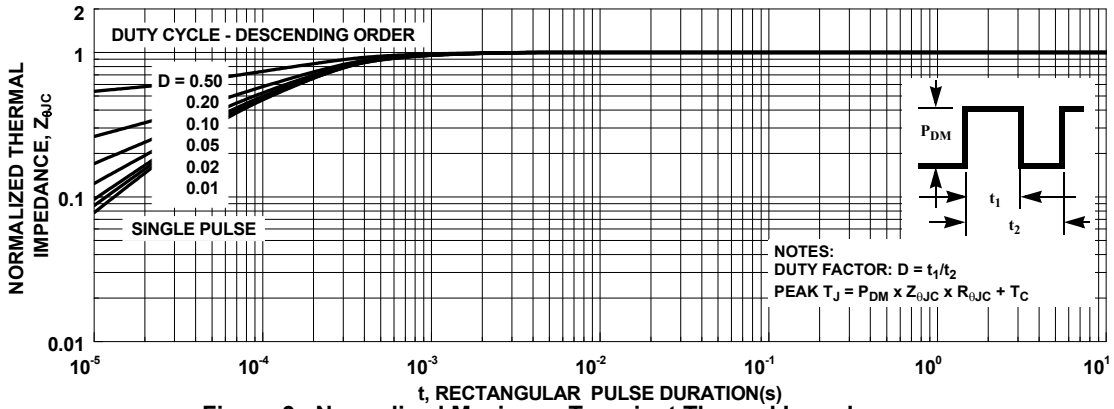 2
1
0.1
0.01
NORMALIZED THERMAL
IMPEDANCE, ZθJC
DUTY CYCLE - DESCENDING ORDER
D = 0.50
0.20
0.10
0.05
0.02
0.01
SINGLE PULSE
PDM
t1
t2
NOTES:
DUTY FACTOR: D = t1/t2
PEAK TJ = PDM x ZθJC x RθJC + TC
10-5
10-4
10-3
10-2
10-1
100
101
t, RECTANGULAR PULSE DURATION(s)